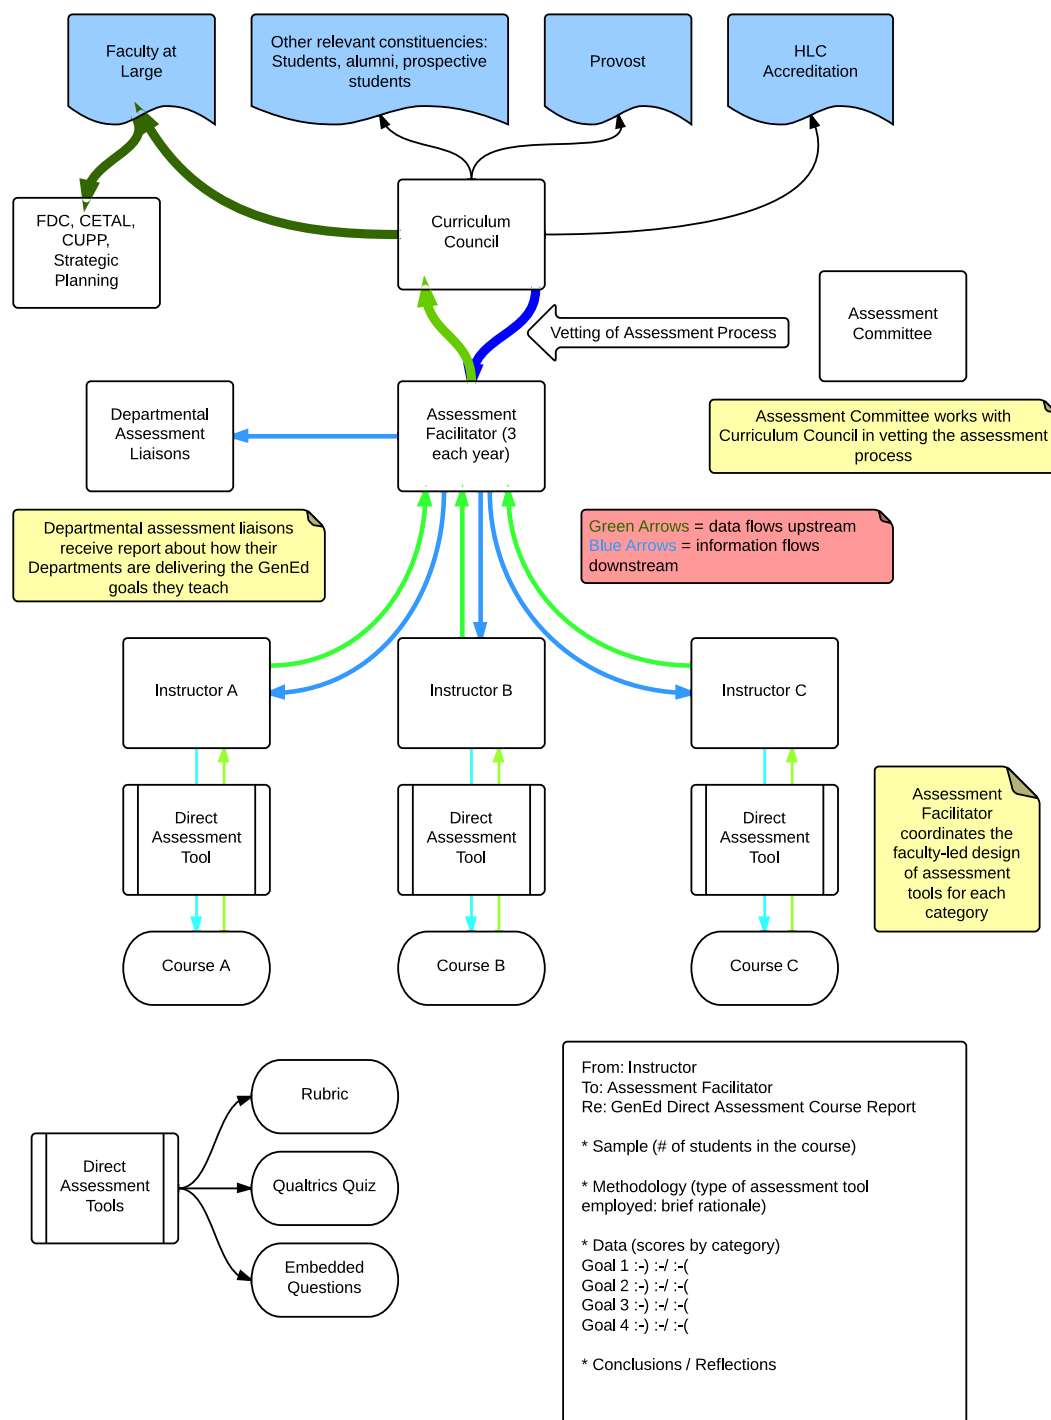 Faculty at
Large
Other relevant constituencies:
Students, alumni, prospective
students
Provost
HLC
Accreditation
FDC, CETAL,
CUPP,
Strategic
Planning
Curriculum
Council
Vetting of Assessment Process
Assessment
Committee
Departmental
Assessment
Liaisons
Assessment
Facilitator (3
each year)
Assessment Committee works with
Curriculum Council in vetting the assessment
process
Departmental assessment liaisons
receive report about how their
Departments are delivering the GenEd
goals they teach
Green Arrows = data flows upstream
Blue Arrows = information flows
downstream
Instructor A
Instructor B
Instructor C
Direct
Assessment
Tool
Direct
Assessment
Tool
Direct
Assessment
Tool
Assessment
Facilitator
coordinates the
faculty-led design
of assessment
tools for each
category
Course A
Course B
Course C
Direct
Assessment
Tools
Rubric
Qualtrics Quiz
Embedded
Questions
From: Instructor
To: Assessment Facilitator
Re: GenEd Direct Assessment Course Report
* Sample (# of students in the course)
* Methodology (type of assessment tool
employed: brief rationale)
* Data (scores by category)
Goal 1 :-) :-/ :-(
Goal 2 :-) :-/ :-(
Goal 3 :-) :-/ :-(
Goal 4 :-) :-/ :-(
* Conclusions / Reflections